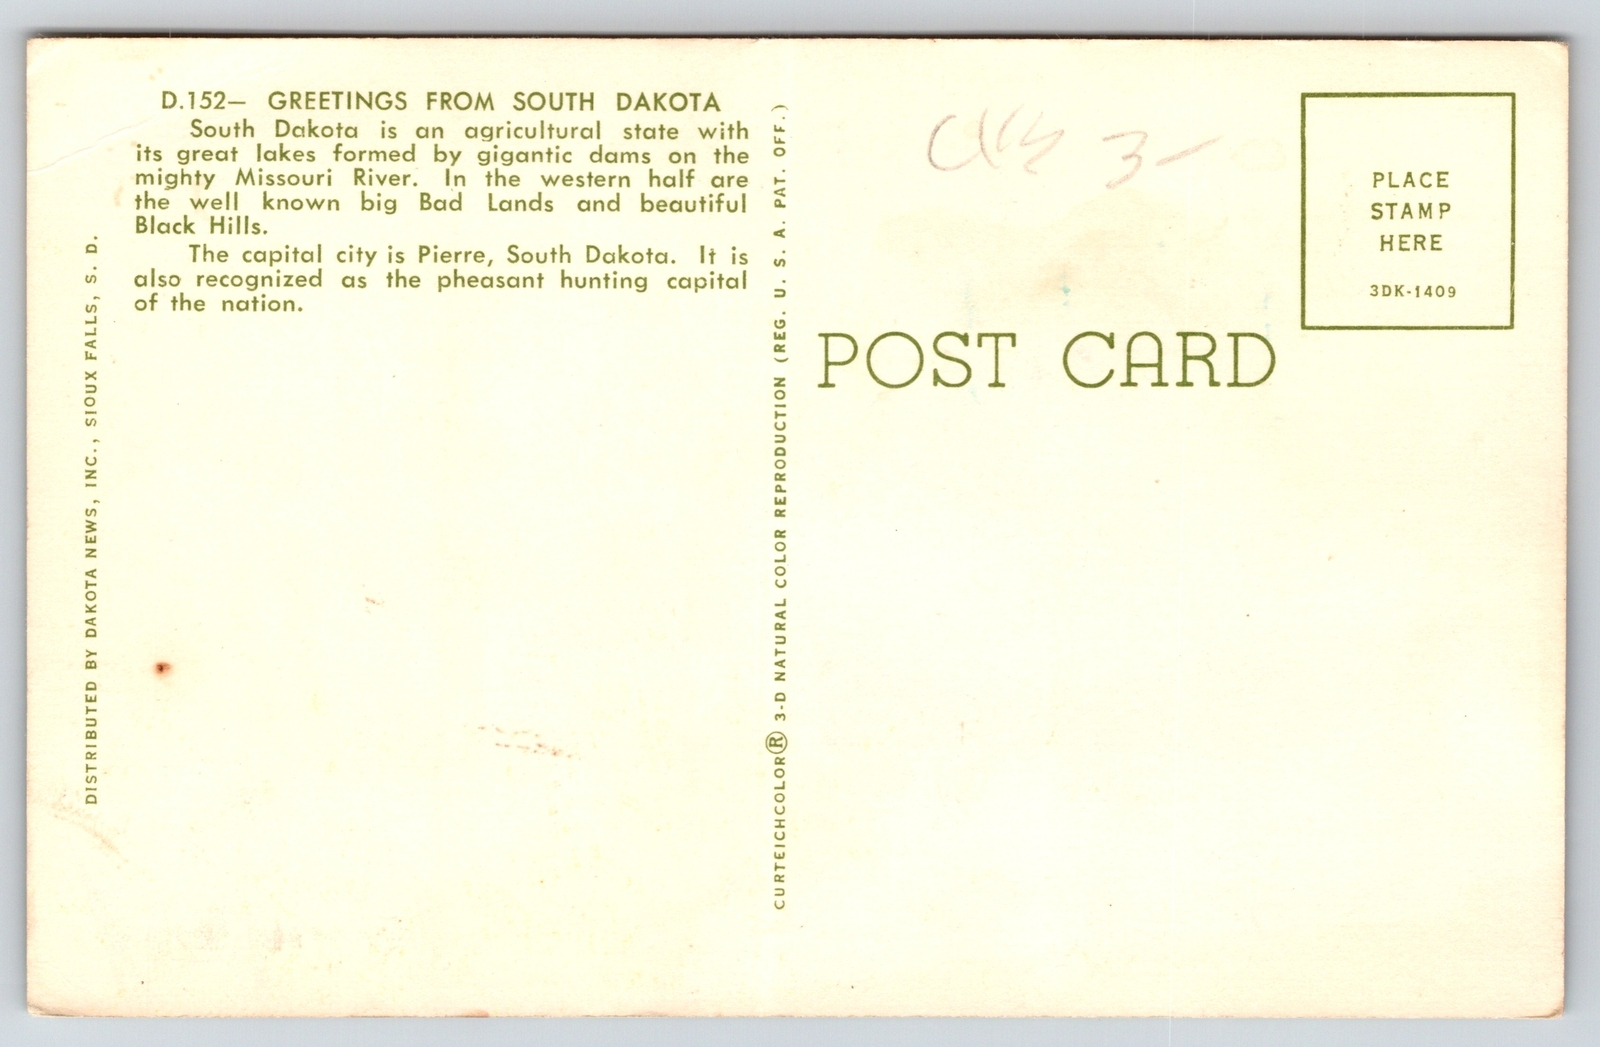 D.152— GREETINGS FROM SOUTH DAKOTA
South Dakota is an agricultural state with
its great lakes formed by gigantic dams on the
mighty Missouri River. In the western half are
the well known big Bad Lands and beautiful
Black Hills.
The capital city is Pierre, South Dakota. It is
also recognized as the pheasant hunting capital
of the nation.
DISTRIBUTED BY DAKOTA NEWS, INC., SIOUX FALLS, S. D.
CURTEICHCOLOR® 3-D NATURAL COLOR REPRODUCTION (REG. U. S. A. PAT. OFF.)
3-
POST CARD
PLACE
STAMP
HERE
3DK-1409